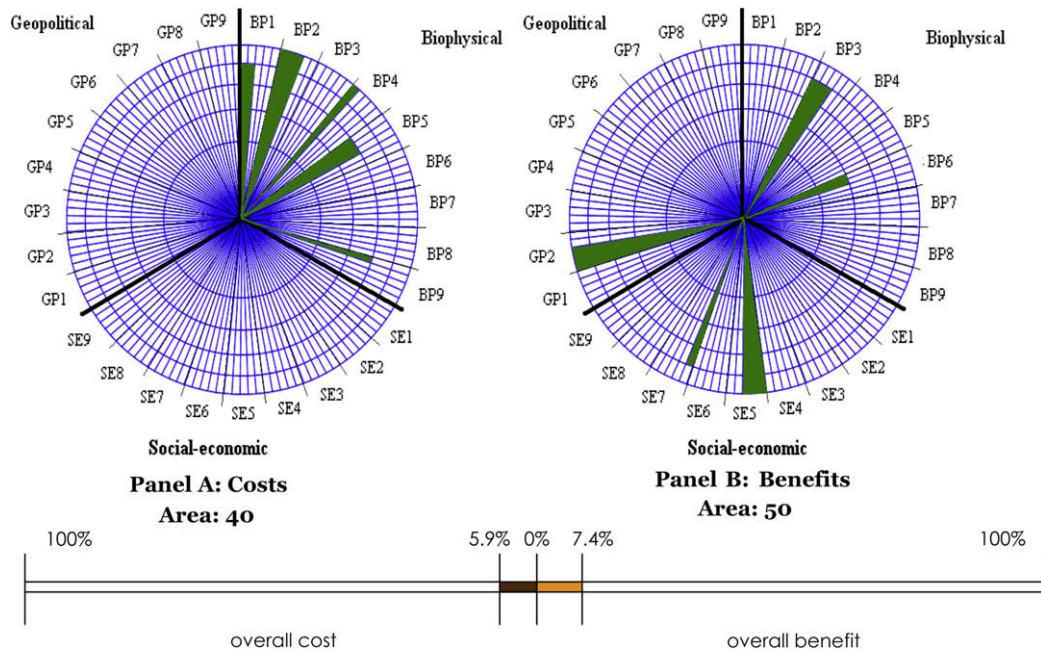 Geopolitical
Biophysical
GP9
BP1
GP8
BP2
GP7
BP3
GP6
BP4
GP5
BP5
GP4
BP6
GP3
BP7
GP2
BP8
GP1
BP9
SE9
SE1
SE8
SE2
SE7
SE3
SE6
SE5
SE4
Social-economic
Panel A: Costs
Area: 40
Geopolitical
Biophysical
GP9
BP1
GP8
BP2
GP7
BP3
GP6
BP4
GP5
BP5
GP4
BP6
GP3
BP7
GP2
BP8
GP1
BP9
SE9
SE1
SE8
SE2
SE7
SE3
SE6
SE5
SE4
Social-economic
Panel B: Benefits
Area: 50
100% 5.9% 0% 7.4% 100%
overall cost overall benefit